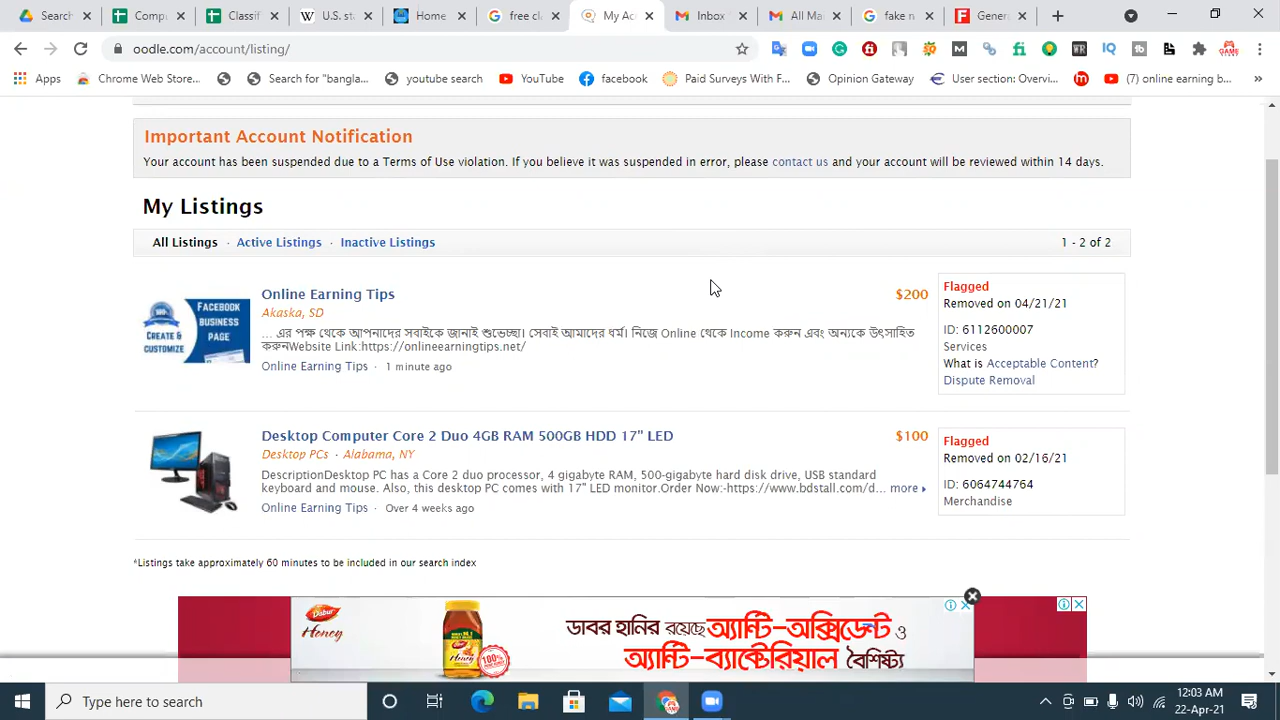 Search
Compu
Classif
U.S. st
Home
free cl
My Acc
Inbox
All Mai
fake n
Gener
oodle.com/account/listing/
Apps
Chrome Web Store...
Search for "bangla...
youtube search
YouTube
facebook
Paid Surveys With F...
Opinion Gateway
User section: Overvi...
(7) online earning b...
»
Important Account Notification
Your account has been suspended due to a Terms of Use violation. If you believe it was suspended in error, please contact us and your account will be reviewed within 14 days.
My Listings
All Listings · Active Listings · Inactive Listings
1 - 2 of 2
FACEBOOK
BUSINESS
PAGE
CREATE &
CUSTOMIZE
Online Earning Tips
$200
Akaska, SD
... এর পক্ষ থেকে আপনাদের সবাইকে জানাই শুভেচ্ছা। সেবাই আমাদের ধর্ম। নিজে Online থেকে Income করুন এবং অন্যকে উৎসাহিত
করুনWebsite Link:https://onlineearningtips.net/
Online Earning Tips · 1 minute ago
Flagged
Removed on 04/21/21
ID: 6112600007
Services
What is Acceptable Content?
Dispute Removal
Desktop Computer Core 2 Duo 4GB RAM 500GB HDD 17" LED
$100
Desktop PCs · Alabama, NY
DescriptionDesktop PC has a Core 2 duo processor, 4 gigabyte RAM, 500-gigabyte hard disk drive, USB standard
keyboard and mouse. Also, this desktop PC comes with 17" LED monitor.Order Now:-https://www.bdstall.com/d... more
Online Earning Tips · Over 4 weeks ago
Flagged
Removed on 02/16/21
ID: 6064744764
Merchandise
*Listings take approximately 60 minutes to be included in our search index
Dabur
Honey
100%
ডাবর হানির রয়েছে অ্যান্টি-অক্সিডেন্ট ও
অ্যান্টি-ব্যাক্টেরিয়াল বৈশিষ্ট্য
Type here to search
12:03 AM
22-Apr-21